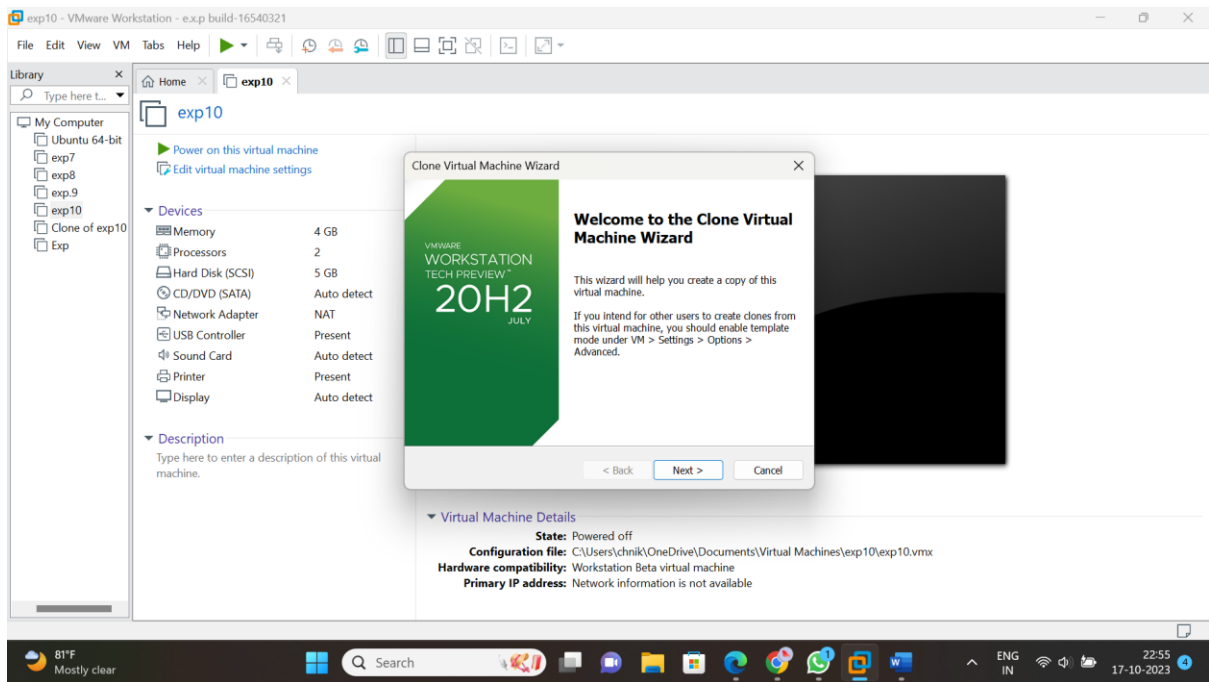 exp10 - VMware Workstation - e.x.p build-16540321
File Edit View VM Tabs Help
Library
Type here t...
My Computer
Ubuntu 64-bit
exp7
exp8
exp.9
exp10
Clone of exp10
Exp
Home
exp10
exp10
Power on this virtual machine
Edit virtual machine settings
Devices
Memory 4 GB
Processors 2
Hard Disk (SCSI) 5 GB
CD/DVD (SATA) Auto detect
Network Adapter NAT
USB Controller Present
Sound Card Auto detect
Printer Present
Display Auto detect
Description
Type here to enter a description of this virtual
machine.
Clone Virtual Machine Wizard
VMWARE
WORKSTATION
TECH PREVIEW™
20H2
JULY
Welcome to the Clone Virtual
Machine Wizard
This wizard will help you create a copy of this
virtual machine.
If you intend for other users to create clones from
this virtual machine, you should enable template
mode under VM > Settings > Options >
Advanced.
< Back Next > Cancel
Virtual Machine Details
State: Powered off
Configuration file: C:\Users\chnik\OneDrive\Documents\Virtual Machines\exp10\exp10.vmx
Hardware compatibility: Workstation Beta virtual machine
Primary IP address: Network information is not available
81°F
Mostly clear
Search
1
W
ENG
IN
22:55
17-10-2023
4